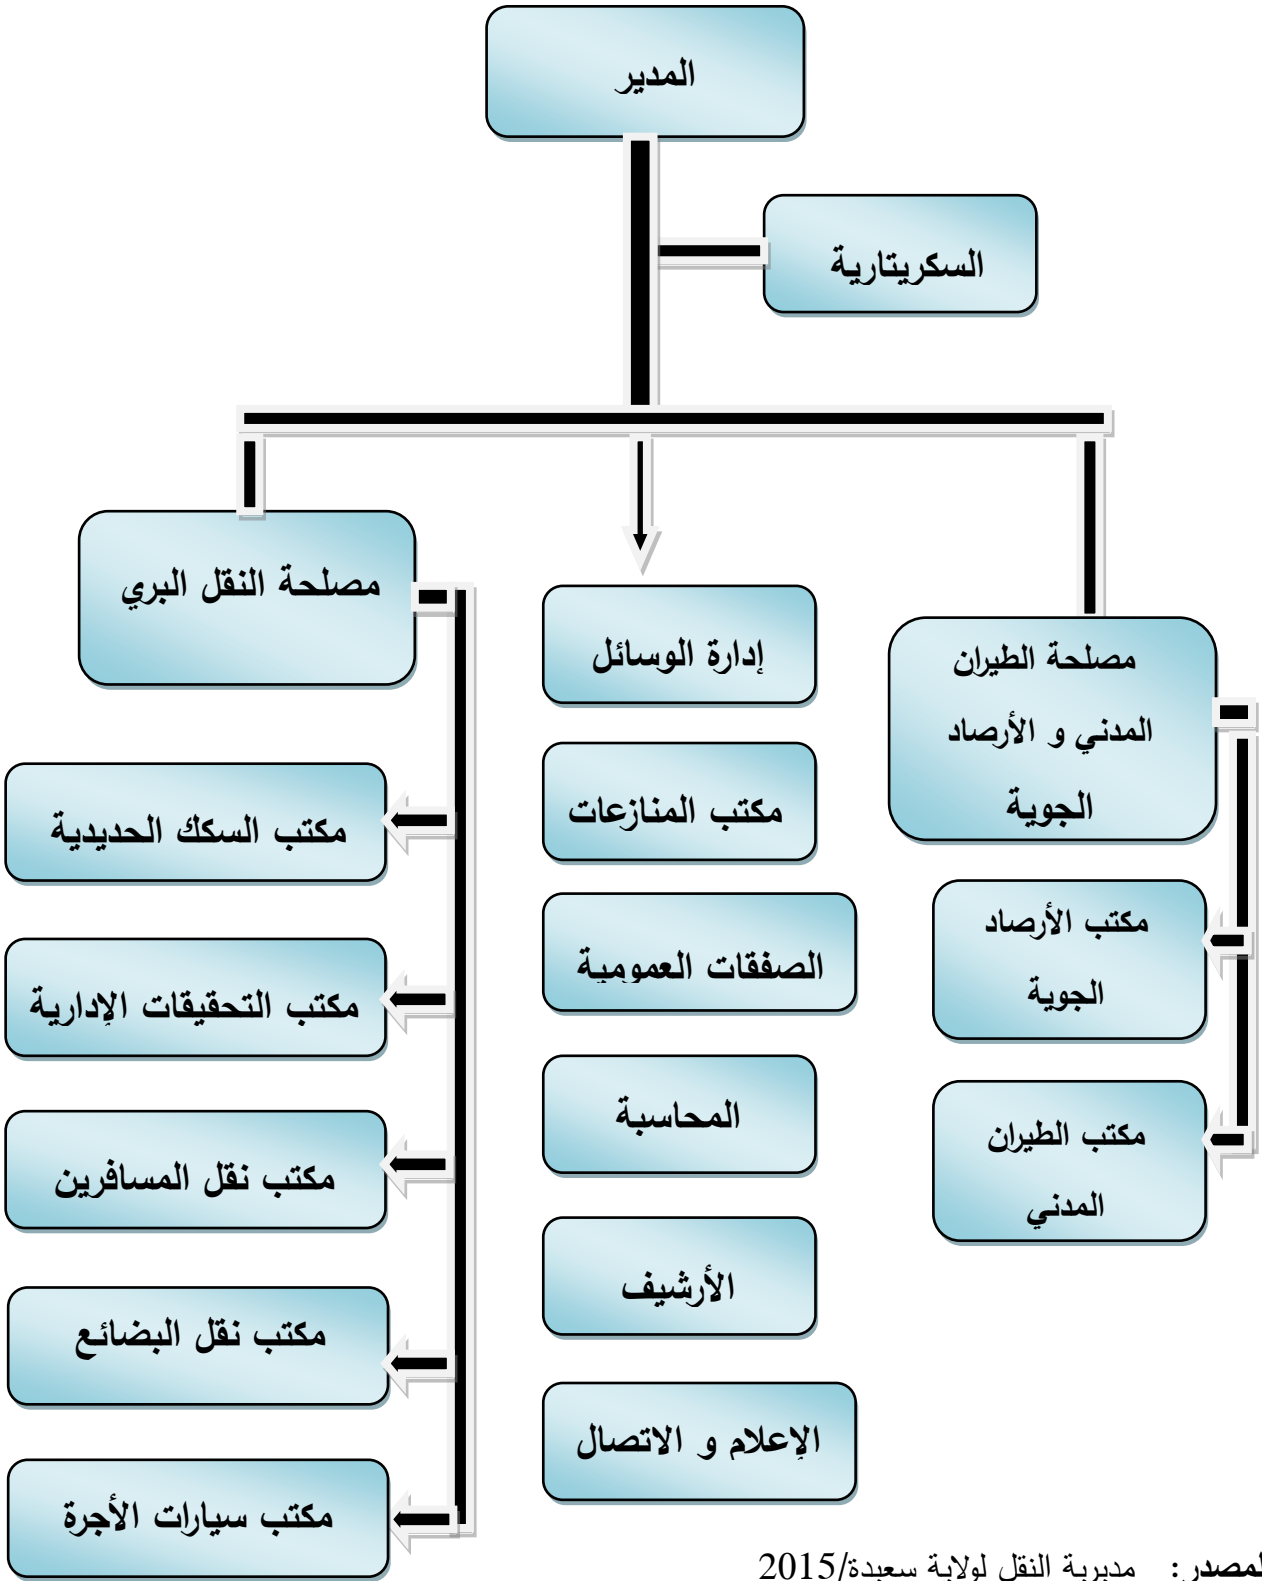 المدير
السكريتارية
مصلحة النقل البري
إدارة الوسائل
مصلحة الطيران
المدني و الأرصاد
الجوية
مكتب السكك الحديدية
مكتب المنازعات
مكتب الأرصاد
الجوية
مكتب التحقيقات الإدارية
الصفقات العمومية
مكتب نقل المسافرين
المحاسبة
مكتب الطيران
المدني
مكتب نقل البضائع
الأرشيف
مكتب سيارات الأجرة
الإعلام و الاتصال
لمصدر: مديرية النقل لولاية سعيدة/2015